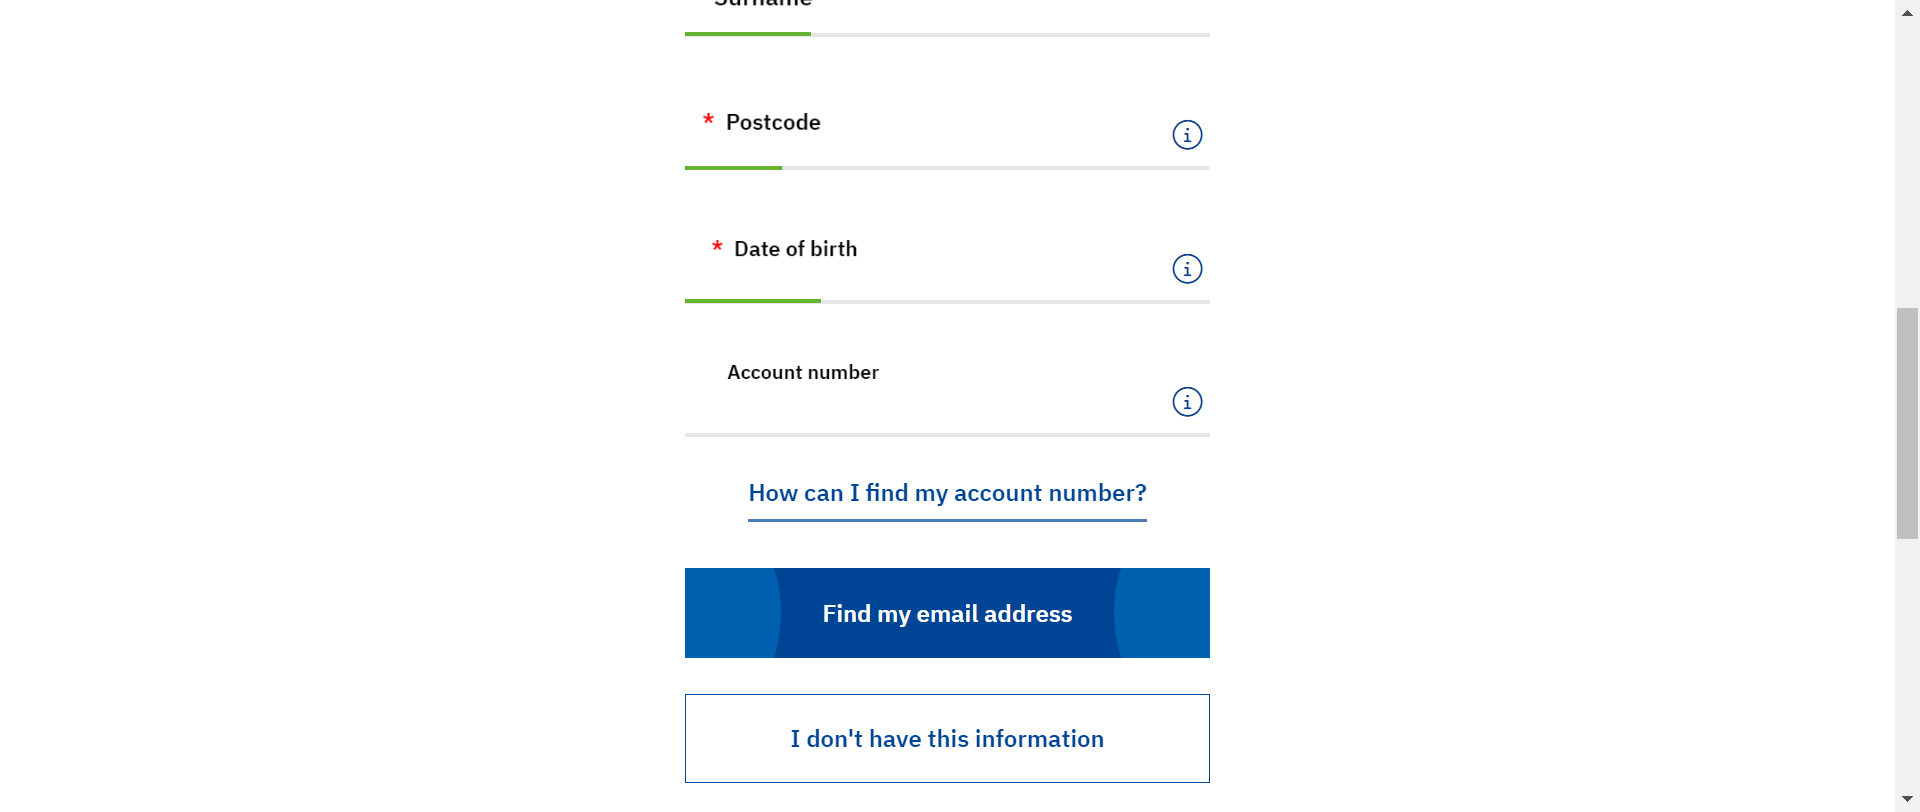 Surname
* Postcode
i
* Date of birth
i
Account number
i
How can I find my account number?
Find my email address
I don't have this information